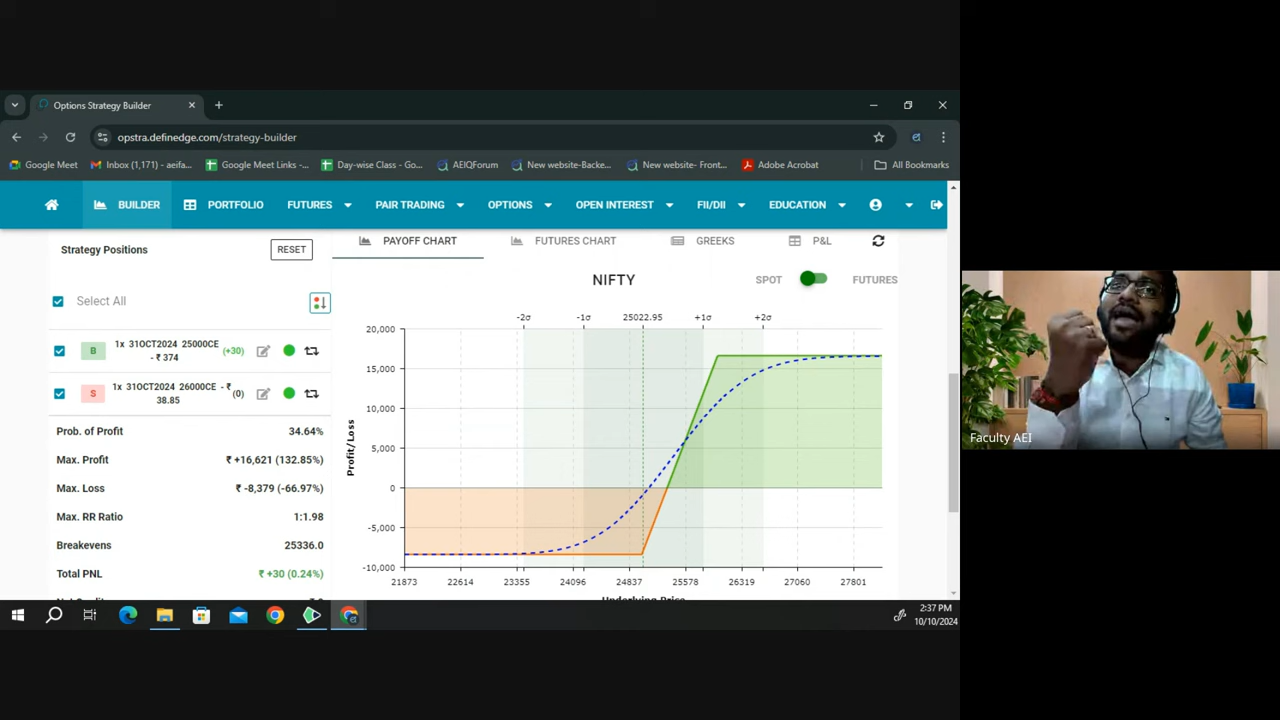 Options Strategy Builder
opstra.definedge.com/strategy-builder
Google Meet
Inbox (1,171) - aeifa...
Google Meet Links -...
Day-wise Class - Go...
AEIQForum
New website-Backe...
New website- Front...
Adobe Acrobat
All Bookmarks
BUILDER
PORTFOLIO
FUTURES
PAIR TRADING
OPTIONS
OPEN INTEREST
FII/DII
EDUCATION
Strategy Positions
RESET
PAYOFF CHART
FUTURES CHART
GREEKS
P&L
Select All
NIFTY
SPOT
FUTURES
B
1x 31OCT2024 25000CE
- ₹ 374
(+30)
S
1x 31OCT2024 26000CE - ₹
38.85
(0)
Prob. of Profit 34.64%
Max. Profit ₹ +16,621 (132.85%)
Max. Loss ₹ -8,379 (-66.97%)
Max. RR Ratio 1:1.98
Breakevens 25336.0
Total PNL ₹ +30 (0.24%)
-2σ -1σ 25022.95 +1σ +2σ
20,000
15,000
10,000
5,000
0
-5,000
-10,000
Profit/Loss
21873 22614 23355 24096 24837 25578 26319 27060 27801
Underlying Price
Faculty AEI
2:37 PM
10/10/2024